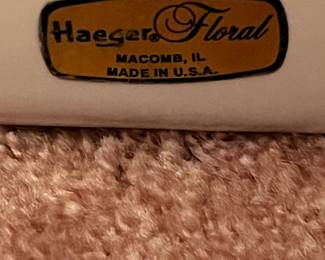 Haeger® Floral
MACOMB, IL
MADE IN U.S.A.